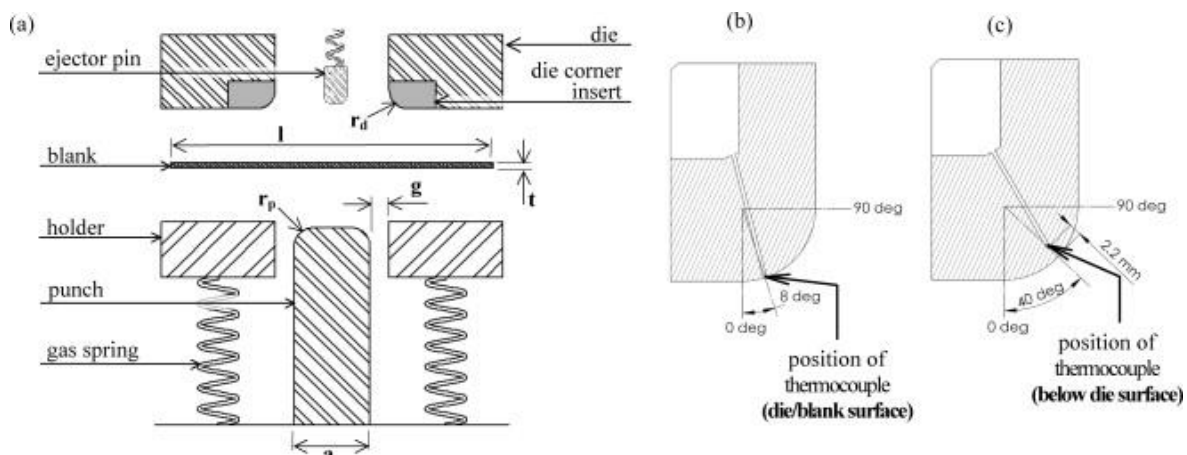 (a)
ejector pin
die
die corner
insert
r_d
l
blank
t
g
r_p
holder
punch
gas spring
a
(b)
90 deg
8 deg
0 deg
position of
thermocouple
(die/blank surface)
(c)
90 deg
2.2 mm
40 deg
0 deg
position of
thermocouple
(below die surface)